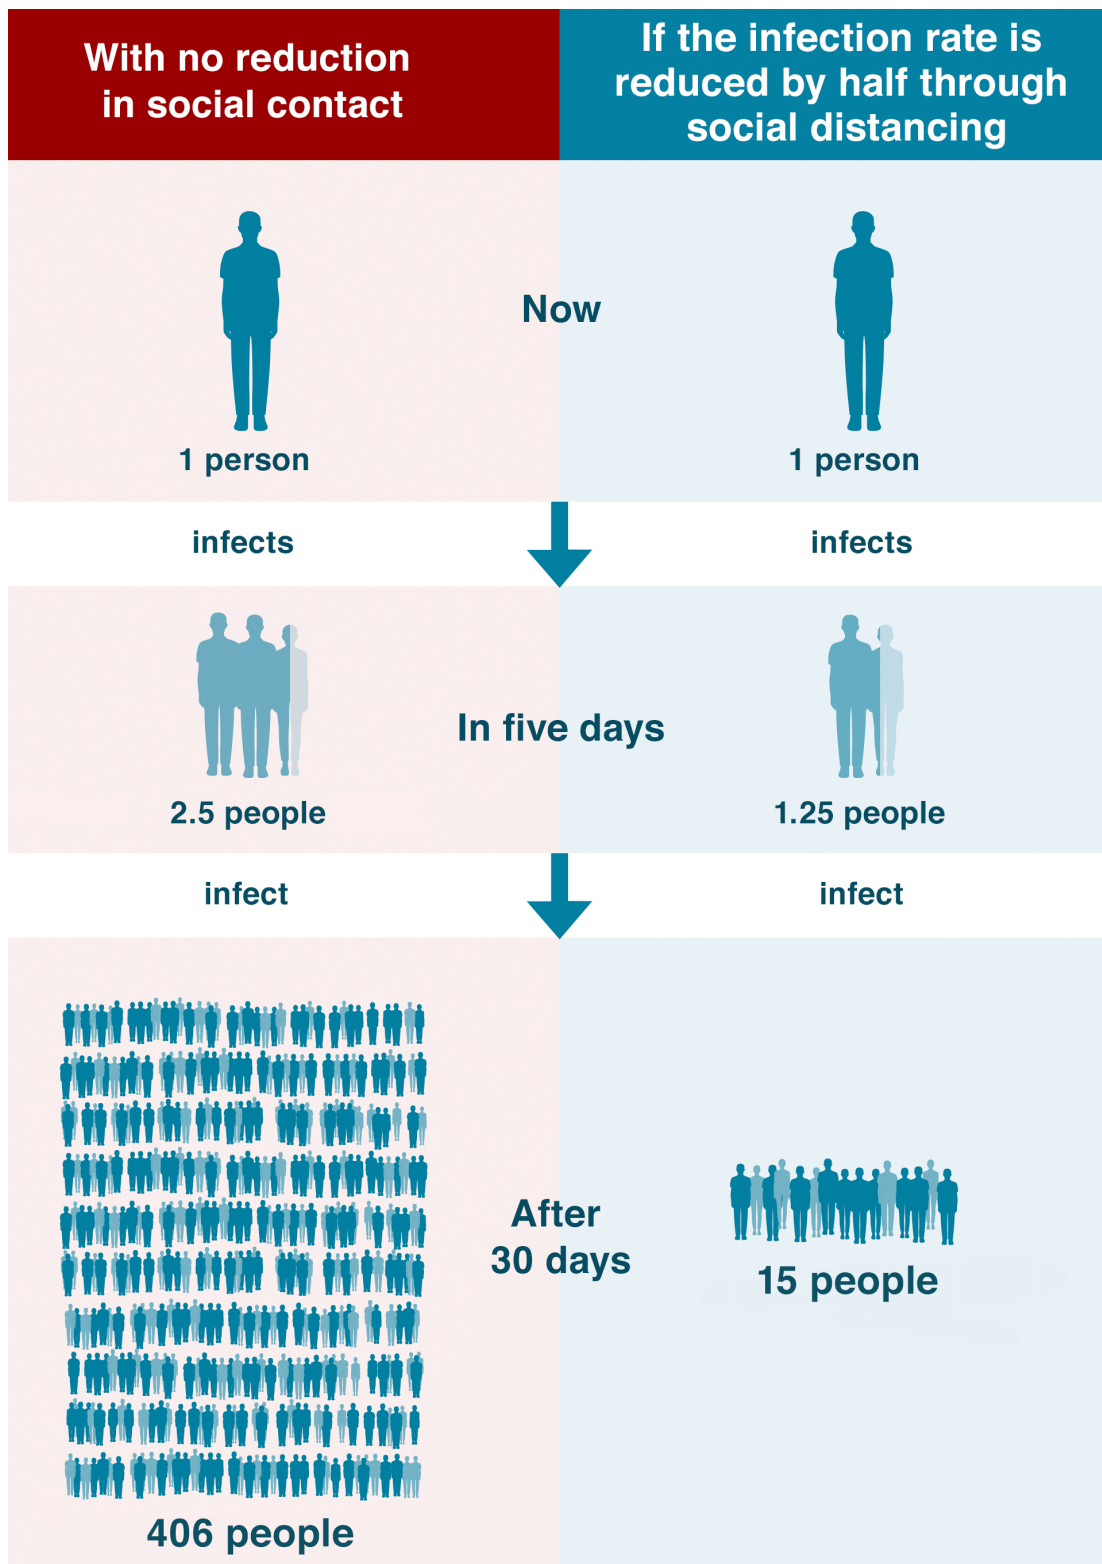 With no reduction
in social contact
If the infection rate is
reduced by half through
social distancing
Now
1 person
1 person
infects
infects
In five days
2.5 people
1.25 people
infect
infect
After
30 days
15 people
406 people